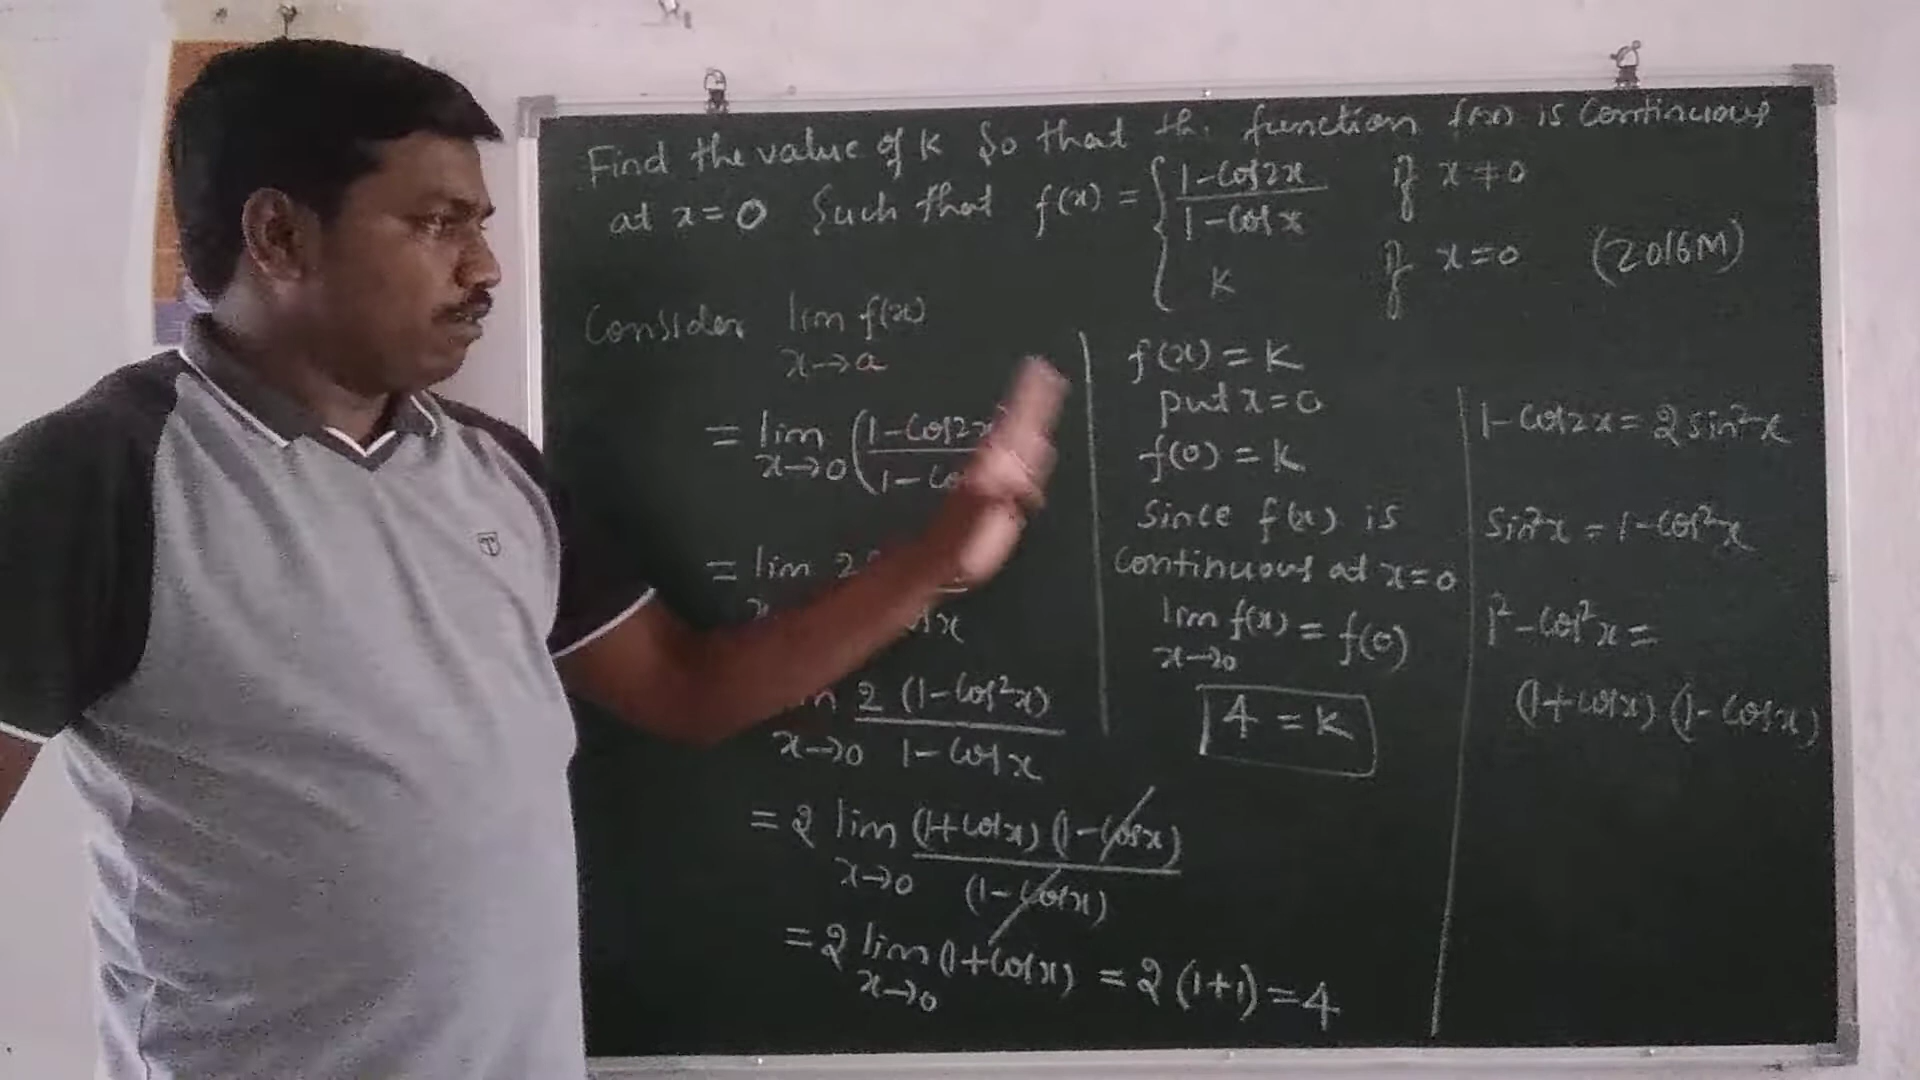 Find the value of K So that the function f(x) is Continuous
at x=0 Such that f(x) = { 1-Cos2x / 1-Cosx if x≠0
K if x=0 (2016M)
Consider lim f(x)
x→a
= lim (1-Cos2x
x→0 (1-Co
= lim 2
x
sx
2 (1-Cos²x)
x→0 1-Cosx
= 2 lim (1+Cosx) (1-Cosx)
x→0 (1-Cosx)
= 2 lim (1+Cosx) = 2 (1+1) = 4
x→0
f(x) = K
put x=0
f(0) = K
Since f(x) is
Continuous at x=0
lim f(x) = f(0)
x→0
4 = K
1-Cos2x = 2sin²x
Sin²x = 1-Cos²x
1²-Cos²x =
(1+Cosx) (1-Cosx)